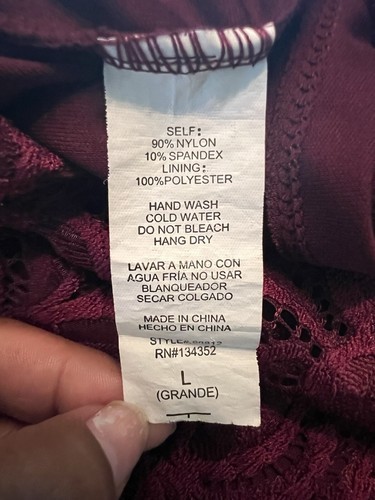 SELF:
90% NYLON
10% SPANDEX
LINING:
100%POLYESTER
HAND WASH
COLD WATER
DO NOT BLEACH
HANG DRY
LAVAR A MANO CON
AGUA FRÍA NO USAR
BLANQUEADOR
SECAR COLGADO
MADE IN CHINA
HECHO EN CHINA
RN#134352
L
(GRANDE)